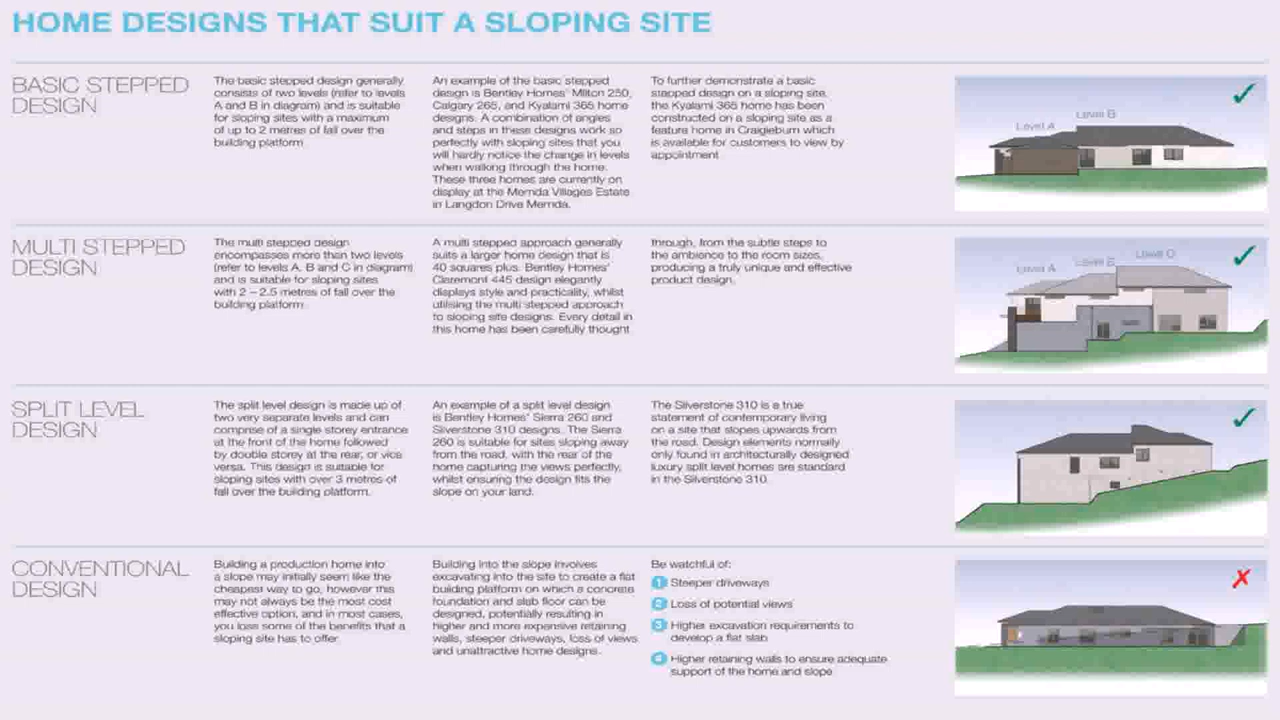 HOME DESIGNS THAT SUIT A SLOPING SITE
BASIC STEPPED
DESIGN
The basic stepped design generally
consists of two levels (refer to levels
A and B in diagram) and is suitable
for sloping sites with a maximum
of up to 2 metres of fall over the
building platform.
An example of the basic stepped
design is Bentley Homes' Milton 250,
Calgary 265, and Kyalami 365 home
designs. A combination of angles
and steps in these designs work so
perfectly with sloping sites that you
will hardly notice the change in levels
when walking through the home.
These three homes are currently on
display at the Mernda Villages Estate
in Langdon Drive Mernda.
To further demonstrate a basic
stepped design on a sloping site,
the Kyalami 365 home has been
constructed on a sloping site as a
feature home in Craigieburn which
is available for customers to view by
appointment.
Level A
Level B
MULTI STEPPED
DESIGN
The multi stepped design
encompasses more than two levels
(refer to levels A, B and C in diagram)
and is suitable for sloping sites
with 2 – 2.5 metres of fall over the
building platform.
A multi stepped approach generally
suits a larger home design that is
40 squares plus. Bentley Homes'
Claremont 445 design elegantly
displays style and practicality, whilst
utilising the multi stepped approach
to sloping site designs. Every detail in
this home has been carefully thought
through, from the subtle steps to
the ambience to the room sizes,
producing a truly unique and effective
product design.
Level A
Level B
Level C
SPLIT LEVEL
DESIGN
The split level design is made up of
two very separate levels and can
comprise of a single storey entrance
at the front of the home followed
by double storey at the rear, or vice
versa. This design is suitable for
sloping sites with over 3 metres of
fall over the building platform.
An example of a split level design
is Bentley Homes' Sierra 260 and
Silverstone 310 designs. The Sierra
260 is suitable for sites sloping away
from the road, with the rear of the
home capturing the views perfectly,
whilst ensuring the design fits the
slope on your land.
The Silverstone 310 is a true
statement of contemporary living
on a site that slopes upwards from
the road. Design elements normally
only found in architecturally designed
luxury split level homes are standard
in the Silverstone 310.
CONVENTIONAL
DESIGN
Building a production home into
a slope may initially seem like the
cheapest way to go, however this
may not always be the most cost
effective option, and in most cases,
you lose some of the benefits that a
sloping site has to offer.
Building into the slope involves
excavating into the site to create a flat
building platform on which a concrete
foundation and slab floor can be
designed, potentially resulting in
higher and more expensive retaining
walls, steeper driveways, loss of views
and unattractive home designs.
Be watchful of:
1 Steeper driveways
2 Loss of potential views
3 Higher excavation requirements to
develop a flat slab
4 Higher retaining walls to ensure adequate
support of the home and slope